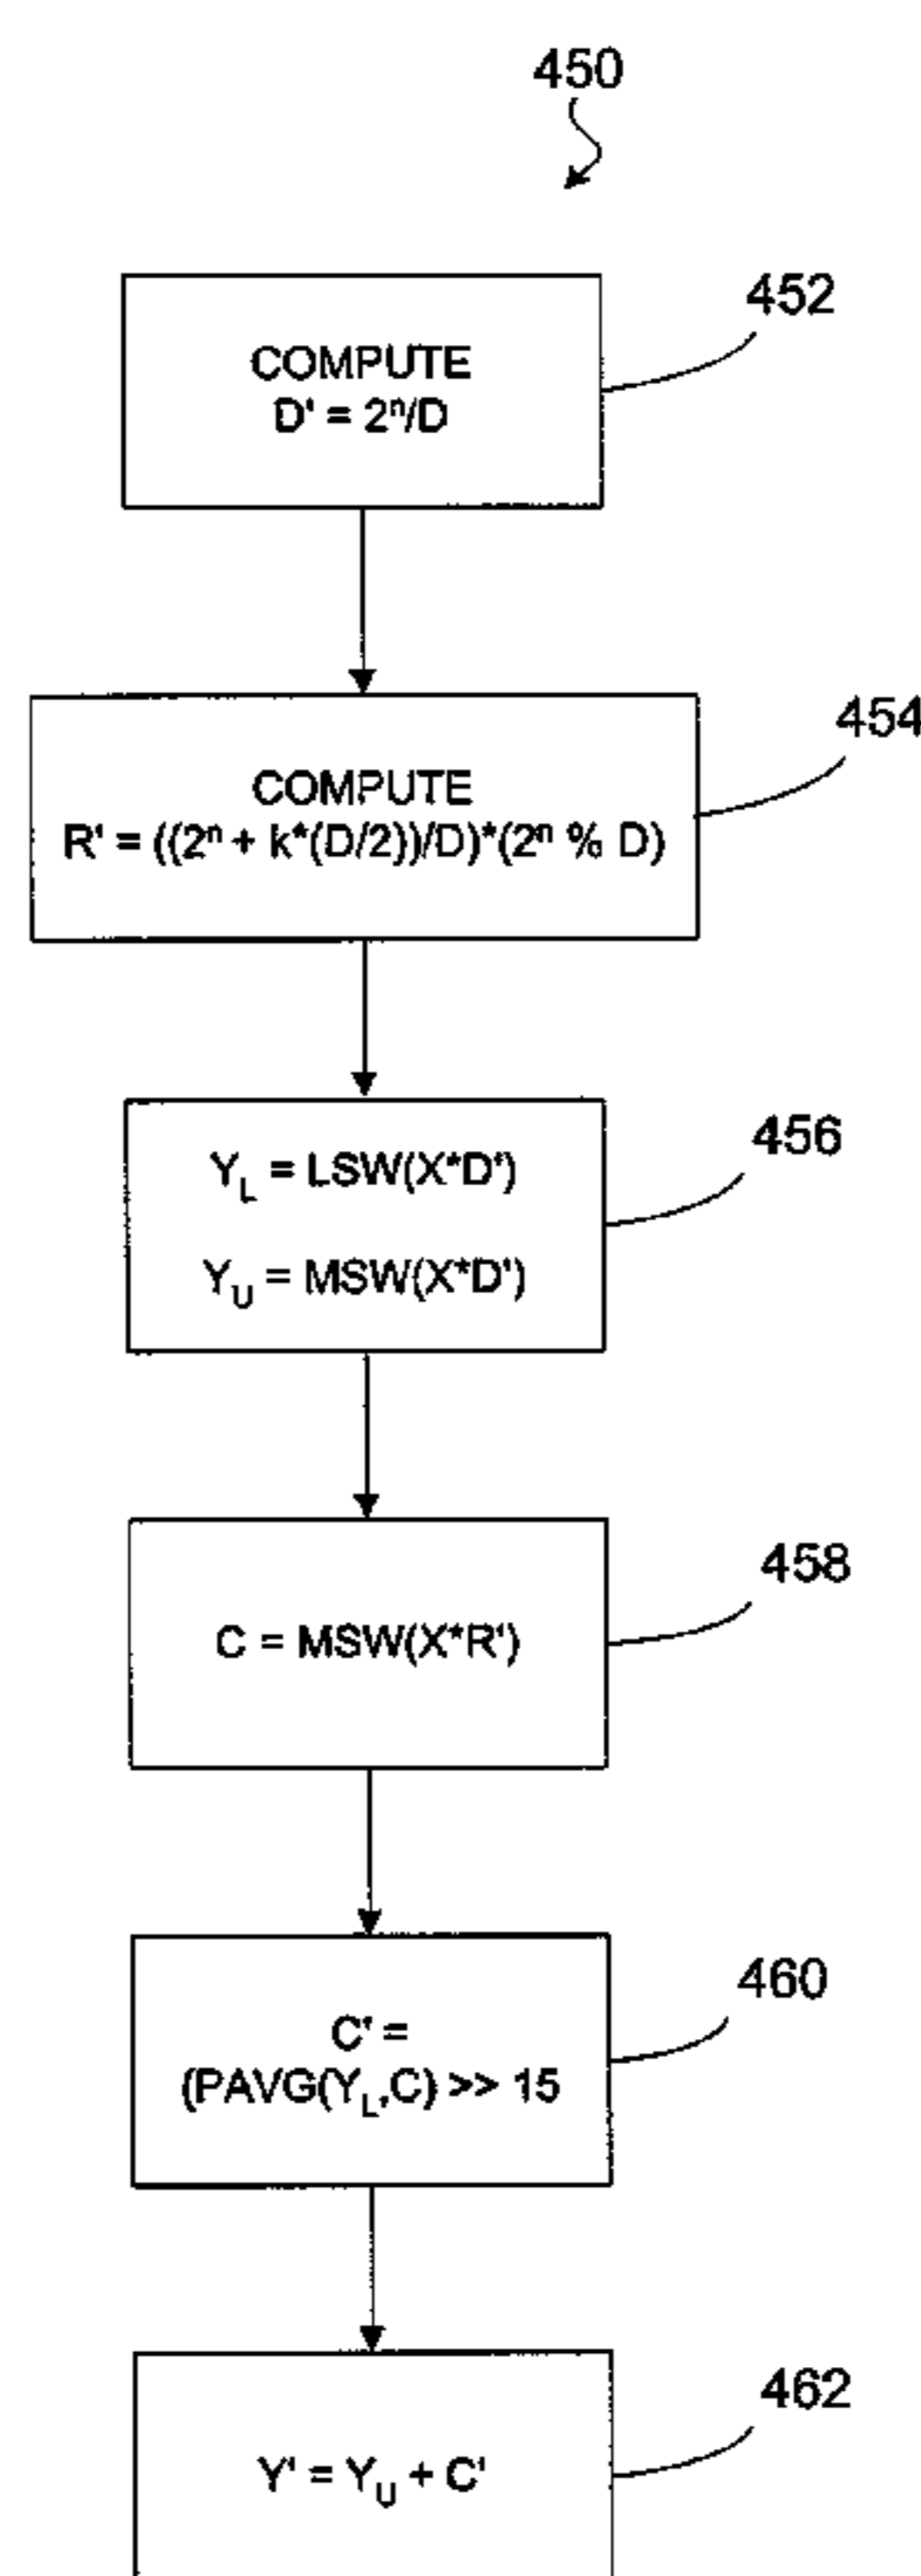 450
452
COMPUTE
D' = 2ⁿ/D
454
COMPUTE
R' = ((2ⁿ + k*(D/2))/D)*(2ⁿ % D)
456
Y_L = LSW(X*D')
Y_U = MSW(X*D')
458
C = MSW(X*R')
460
C' =
(PAVG(Y_L,C) >> 15
462
Y' = Y_U + C'